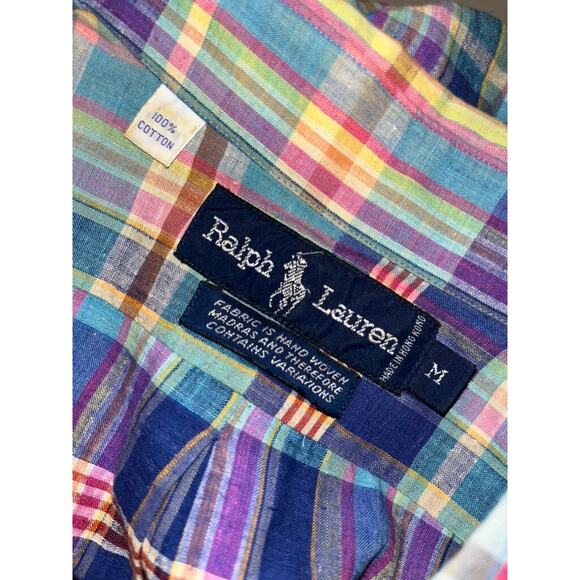 100%
COTTON
Ralph Lauren
MADE IN HONG KONG
M
FABRIC IS HAND WOVEN
MADRAS AND THEREFORE
CONTAINS VARIATIONS